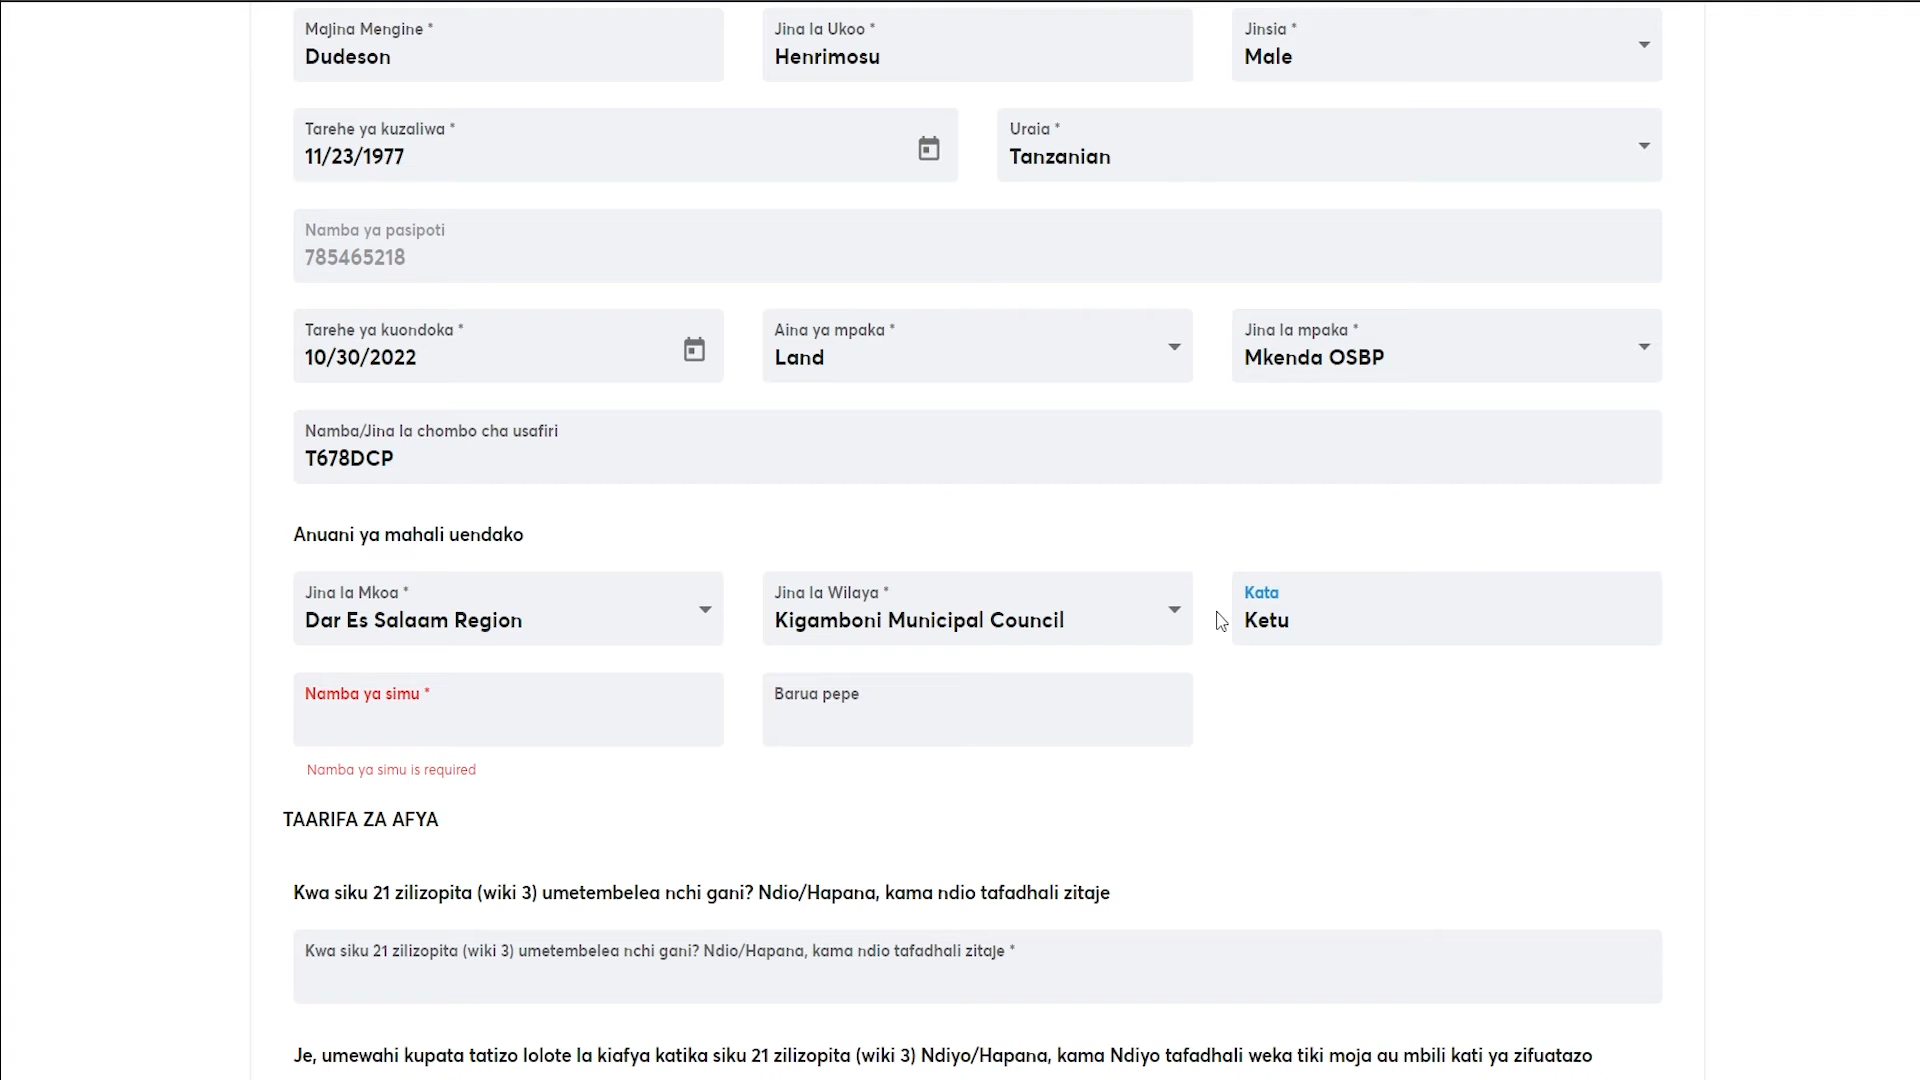 Majina Mengine *
Dudeson
Jina la Ukoo *
Henrimosu
Jinsia *
Male
Tarehe ya kuzaliwa *
11/23/1977
Uraia *
Tanzanian
Namba ya pasipoti
785465218
Tarehe ya kuondoka *
10/30/2022
Aina ya mpaka *
Land
Jina la mpaka *
Mkenda OSBP
Namba/Jina la chombo cha usafiri
T678DCP
Anuani ya mahali uendako
Jina la Mkoa *
Dar Es Salaam Region
Jina la Wilaya *
Kigamboni Municipal Council
Kata
Ketu
Namba ya simu *
Barua pepe
Namba ya simu is required
TAARIFA ZA AFYA
Kwa siku 21 zilizopita (wiki 3) umetembelea nchi gani? Ndio/Hapana, kama ndio tafadhali zitaje
Kwa siku 21 zilizopita (wiki 3) umetembelea nchi gani? Ndio/Hapana, kama ndio tafadhali zitaje *
Je, umewahi kupata tatizo lolote la kiafya katika siku 21 zilizopita (wiki 3) Ndiyo/Hapana, kama Ndiyo tafadhali weka tiki moja au mbili kati ya zifuatazo